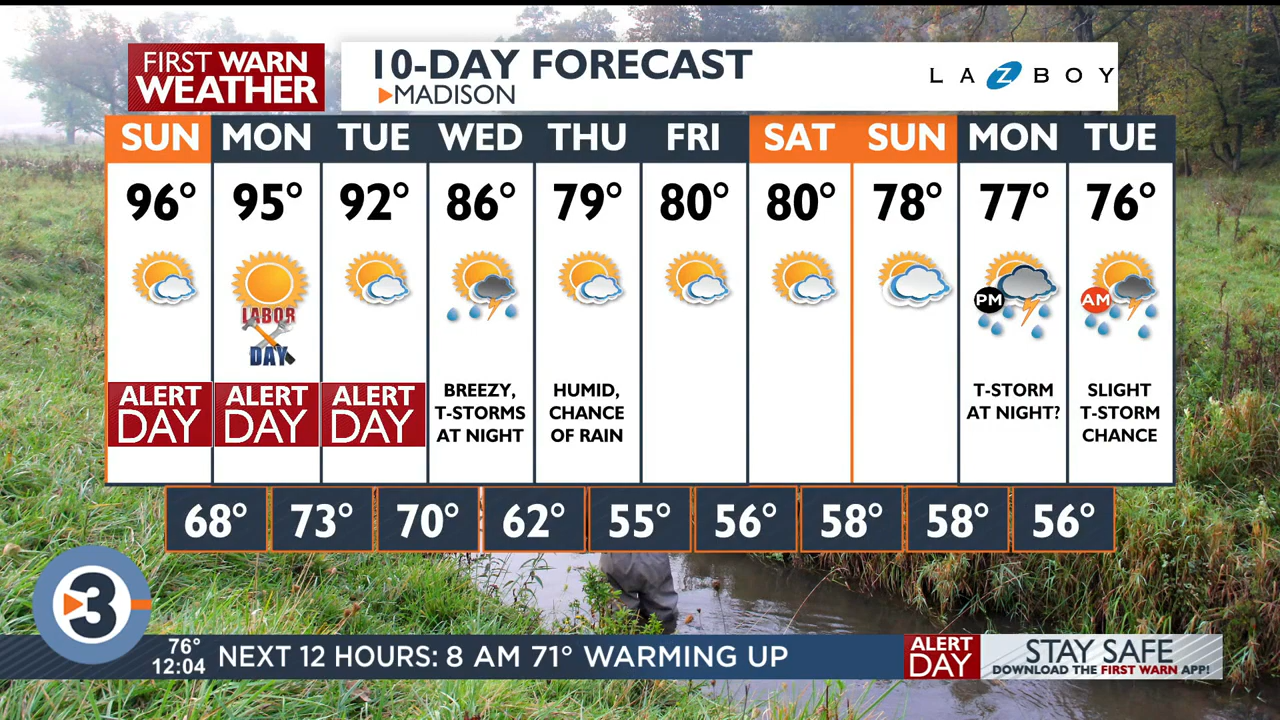 FIRST WARN
WEATHER
10-DAY FORECAST
MADISON
LA Z BOY
SUN MON TUE WED THU FRI SAT SUN MON TUE
96° 95° 92° 86° 79° 80° 80° 78° 77° 76°
LABOR
DAY
PM
AM
ALERT
DAY
ALERT
DAY
ALERT
DAY
BREEZY,
T-STORMS
AT NIGHT
HUMID,
CHANCE
OF RAIN
T-STORM
AT NIGHT?
SLIGHT
T-STORM
CHANCE
68° 73° 70° 62° 55° 56° 58° 58° 56°
3
76°
12:04
NEXT 12 HOURS: 8 AM 71° WARMING UP
ALERT
DAY
STAY SAFE
DOWNLOAD THE FIRST WARN APP!